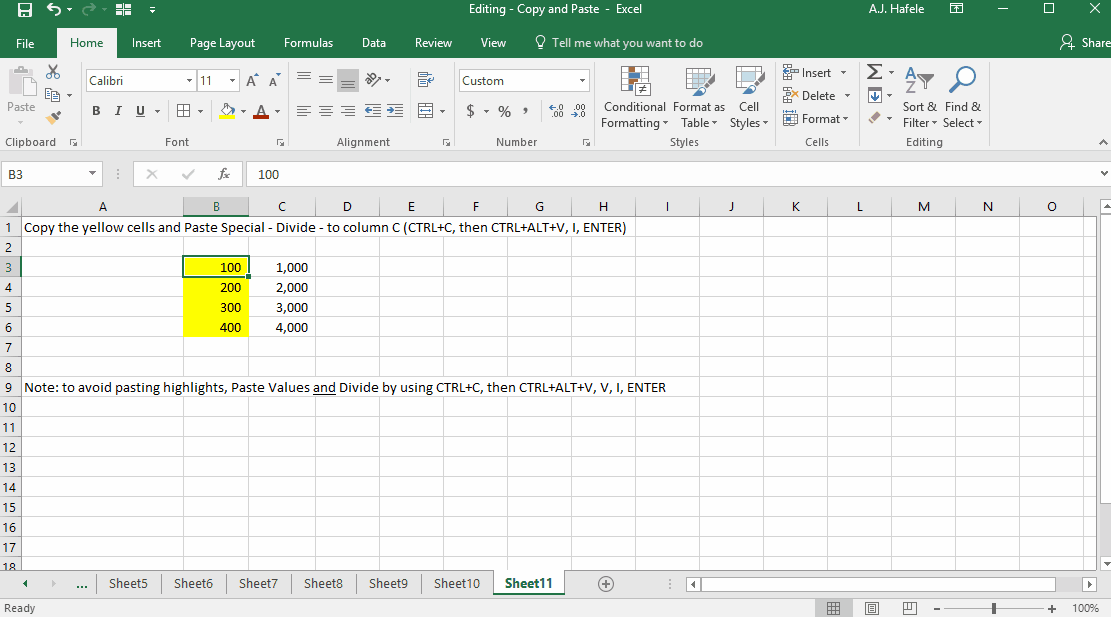 Editing - Copy and Paste - Excel
A.J. Hafele
File Home Insert Page Layout Formulas Data Review View Tell me what you want to do Share
Paste
Calibri 11
B I U A
Custom
$ % ,
Conditional Formatting
Format as Table
Cell Styles
Insert
Delete
Format
Sort & Filter
Find & Select
Clipboard Font Alignment Number Styles Cells Editing
B3 fx 100
A B C D E F G H I J K L M N O
1 Copy the yellow cells and Paste Special - Divide - to column C (CTRL+C, then CTRL+ALT+V, I, ENTER)
2
3 100 1,000
4 200 2,000
5 300 3,000
6 400 4,000
7
8
9 Note: to avoid pasting highlights, Paste Values and Divide by using CTRL+C, then CTRL+ALT+V, V, I, ENTER
10
11
12
13
14
15
16
17
18
... Sheet5 Sheet6 Sheet7 Sheet8 Sheet9 Sheet10 Sheet11
Ready 100%